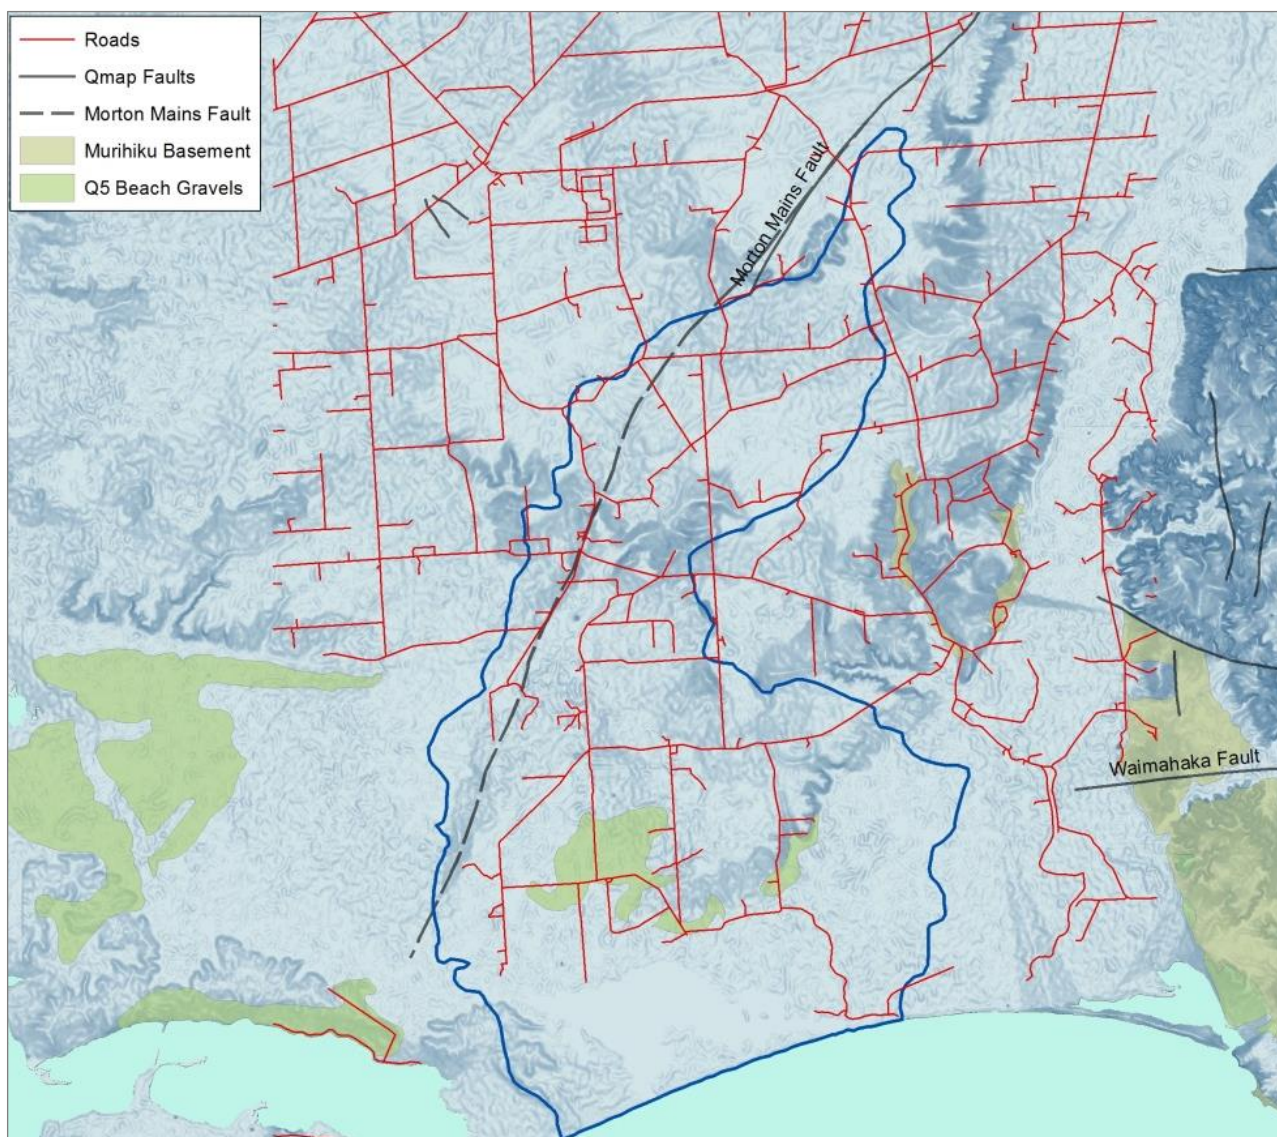 Roads
Qmap Faults
Morton Mains Fault
Murihiku Basement
Q5 Beach Gravels
Morton Mains Fault
Waimahaka Fault